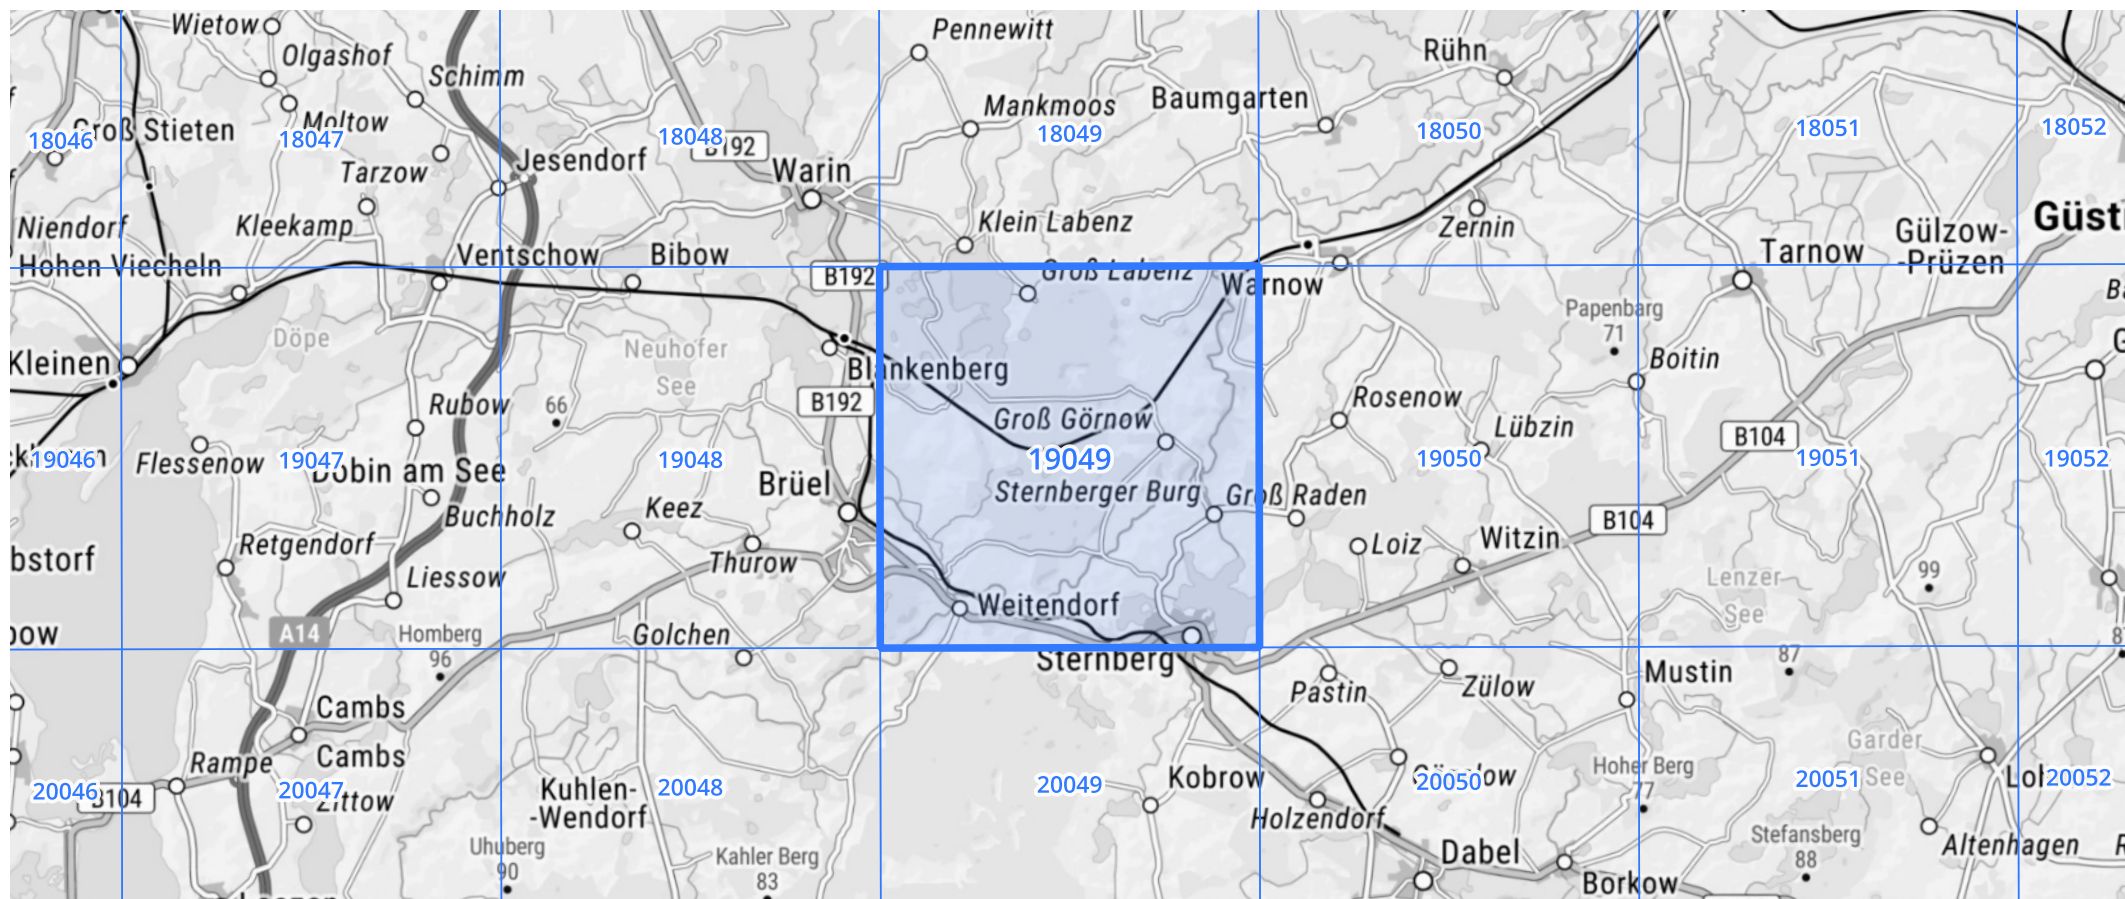 Wietow
Olgashof
Schimm
Pennewitt
Rühn
Moltow
Groß Stieten
Mankmoos
Baumgarten
18046
18047
18048
18049
18050
18051
18052
B192
Tarzow
Jesendorf
Warin
Niendorf
Kleekamp
Klein Labenz
Zernin
Gülzow-
-Prüzen
Tarnow
Hohen Viecheln
Ventschow
Bibow
B192
Groß Labenz
Warnow
Papenbarg
71
Döpe
Neuhofer
See
Kleinen
Blankenberg
Boitin
Rubow
66
B192
Groß Görnow
Rosenow
Lübzin
B104
Flessenow
19046
19047
19048
19049
19050
19051
19052
Dobin am See
Brüel
Sternberger Burg
Groß Raden
Buchholz
Keez
B104
Retgendorf
Thurow
Loiz
Witzin
Liessow
Lenzer
See
99
Weitendorf
A14
Homberg
96
Golchen
Sternberg
87
Pastin
Zülow
Mustin
Cambs
Rampe
Cambs
Garder
See
Hoher Berg
77
20046
20047
20048
20049
20050
20051
20052
B104
Zittow
Kuhlen-
-Wendorf
Kobrow
Holzendorf
Uhuberg
90
Kahler Berg
83
Dabel
Stefansberg
88
Altenhagen
Borkow